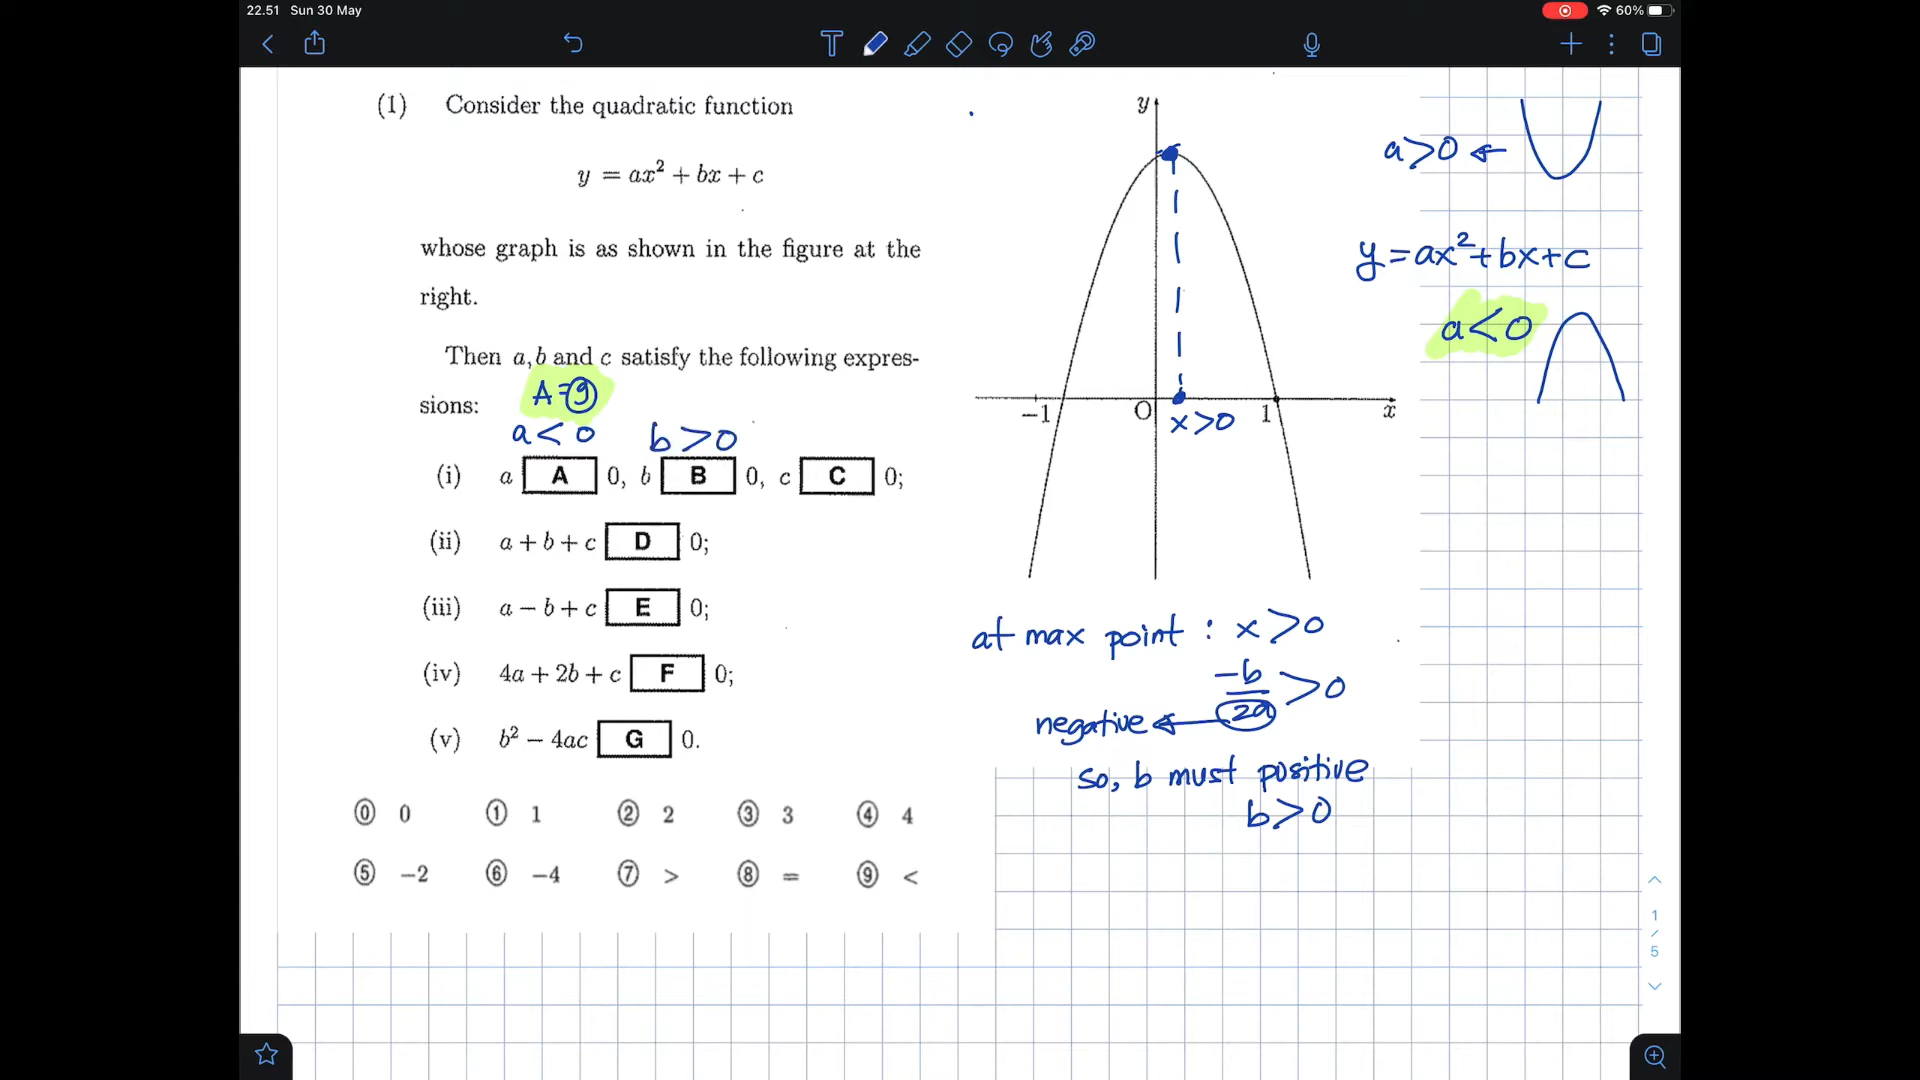 22.51 Sun 30 May
60%
(1) Consider the quadratic function
y = ax² + bx + c
whose graph is as shown in the figure at the
right.
Then a, b and c satisfy the following expres-
sions:
A=9
a<0 b>0
(i) a A 0, b B 0, c C 0;
(ii) a + b + c D 0;
(iii) a − b + c E 0;
(iv) 4a + 2b + c F 0;
(v) b² − 4ac G 0.
⓪ 0 ① 1 ② 2 ③ 3 ④ 4
⑤ −2 ⑥ −4 ⑦ > ⑧ = ⑨ <
y
−1 O 1 x
x>0
a>0
y=ax²+bx+c
a<0
at max point : x>0
-b/2a >0
negative
so, b must positive
b>0
1
/
5